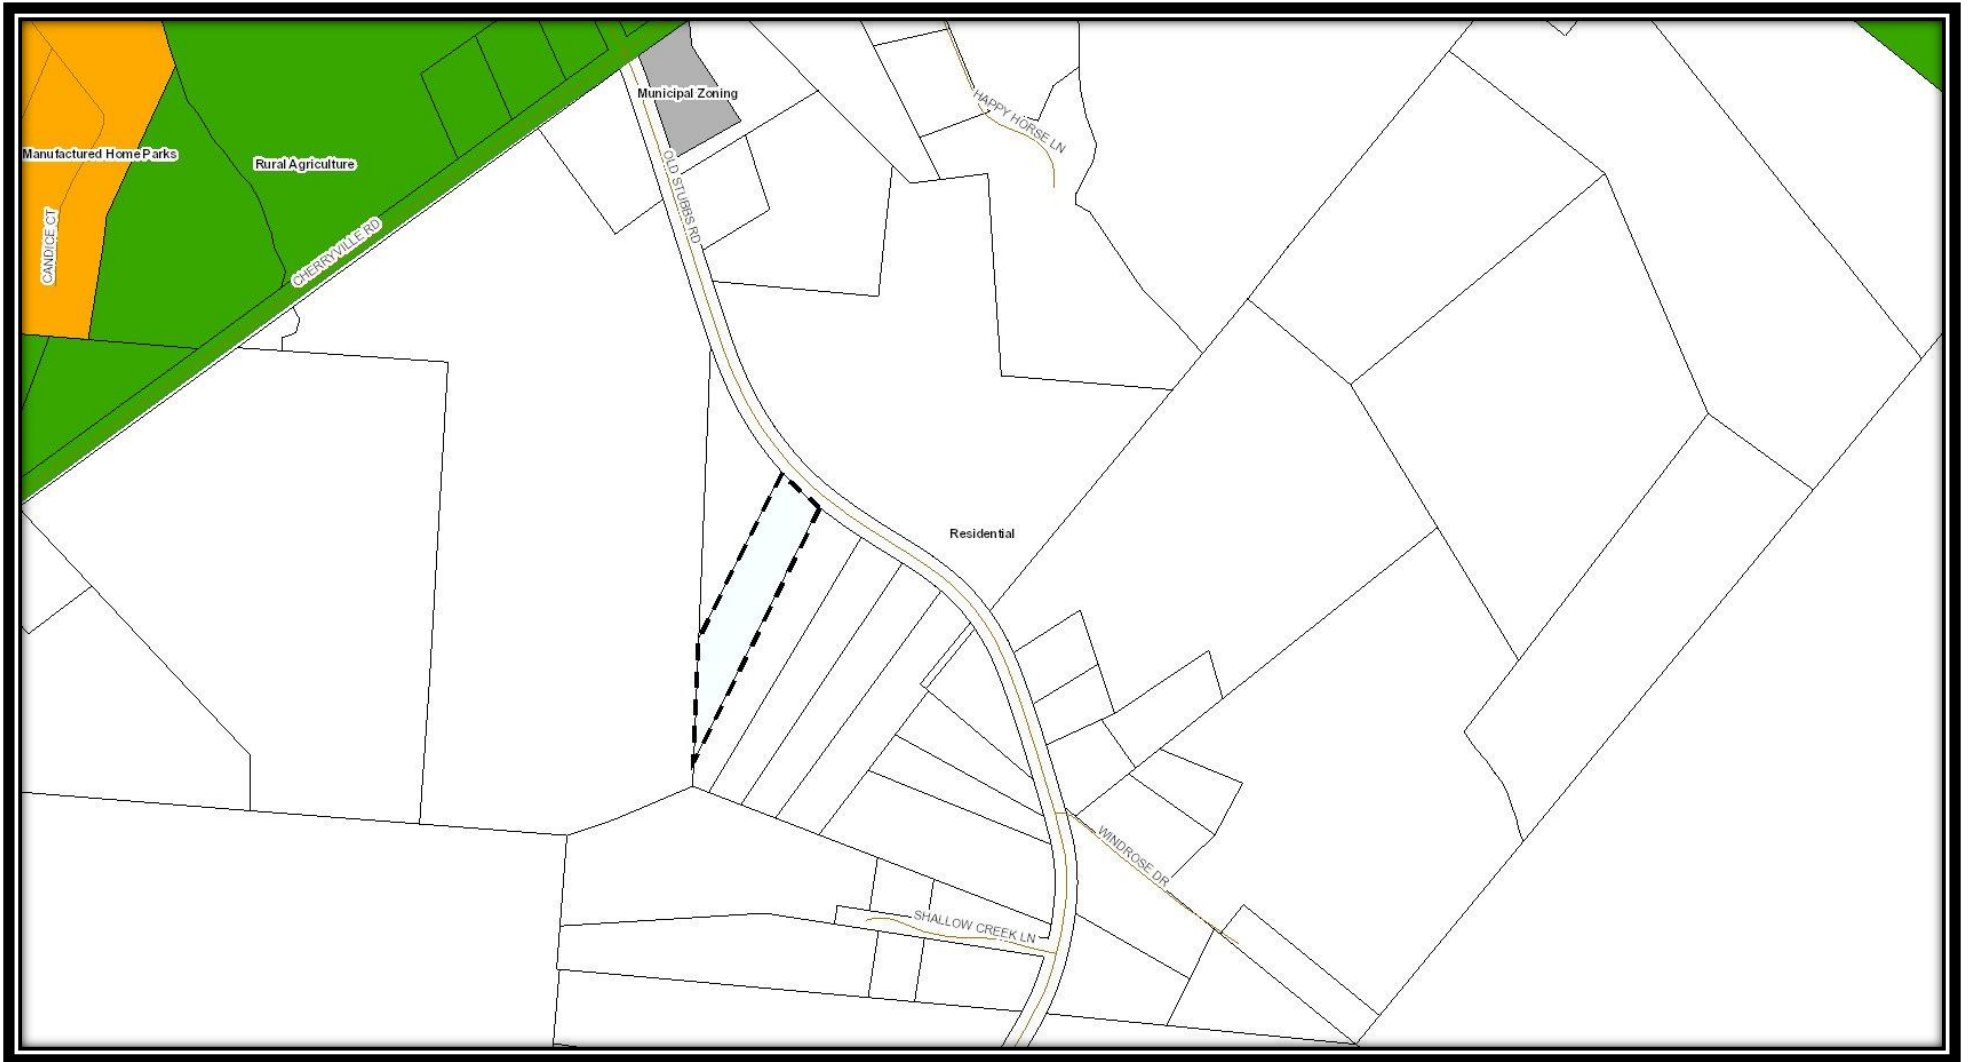 Municipal Zoning
HAPPY HORSE LN
Manufactured Home Parks
Rural Agriculture
OLD STUBBS RD
CANDICE CT
CHERRYVILLE RD
Residential
WINDROSE DR
SHALLOW CREEK LN